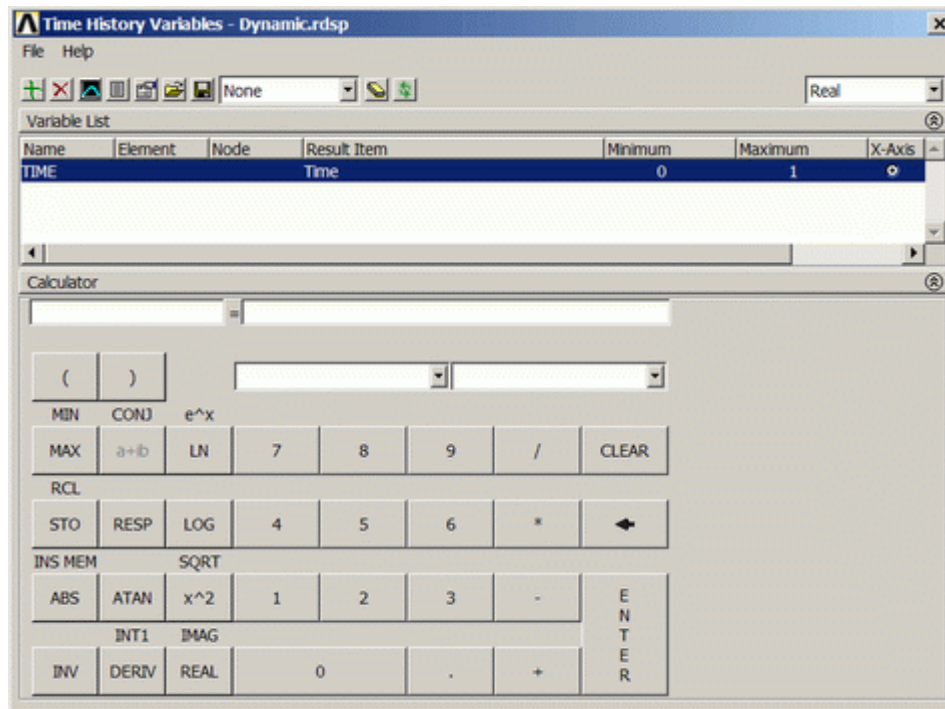 Time History Variables - Dynamic.rdsp
File Help
None Real
Variable List
Name Element Node Result Item Minimum Maximum X-Axis
TIME Time 0 1
Calculator
=
( )
MIN CONJ e^x
MAX a+ib LN 7 8 9 / CLEAR
RCL
STO RESP LOG 4 5 6 *
INS MEM SQRT
ABS ATAN x^2 1 2 3 - ENTER
INT1 IMAG
INV DERIV REAL 0 . +